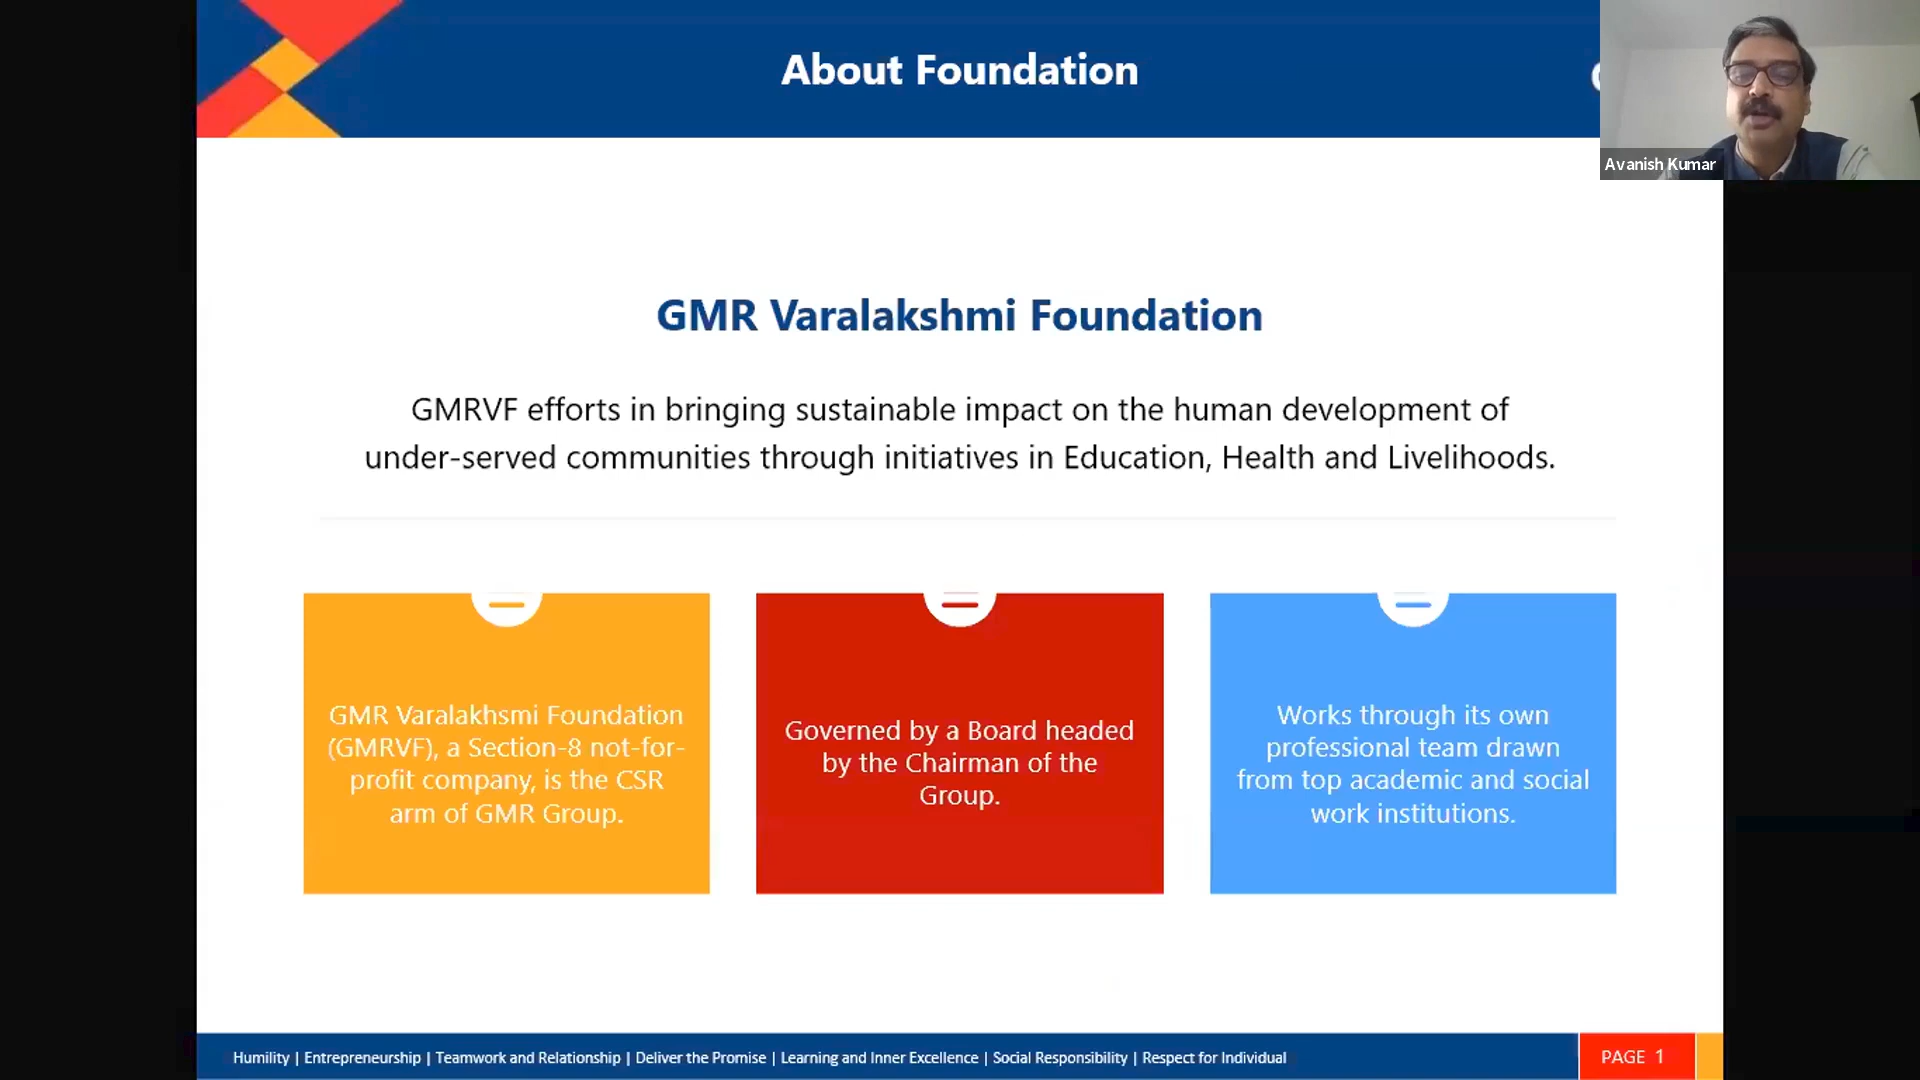 About Foundation
Avanish Kumar
GMR Varalakshmi Foundation
GMRVF efforts in bringing sustainable impact on the human development of
under-served communities through initiatives in Education, Health and Livelihoods.
GMR Varalakhsmi Foundation
(GMRVF), a Section-8 not-for-
profit company, is the CSR
arm of GMR Group.
Governed by a Board headed
by the Chairman of the
Group.
Works through its own
professional team drawn
from top academic and social
work institutions.
Humility | Entrepreneurship | Teamwork and Relationship | Deliver the Promise | Learning and Inner Excellence | Social Responsibility | Respect for Individual
PAGE 1